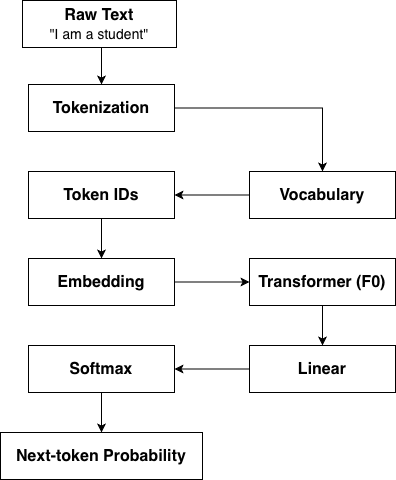 Raw Text
"I am a student"
Tokenization
Token IDs
Vocabulary
Embedding
Transformer (F0)
Softmax
Linear
Next-token Probability